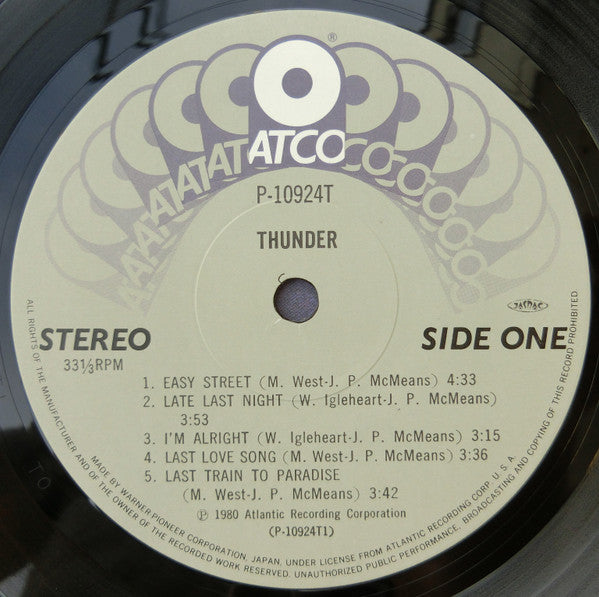 ®
ATCO
P-10924T
THUNDER
STEREO
33⅓RPM
SIDE ONE
JASRAC
1. EASY STREET (M. West-J. P. McMeans) 4:33
2. LATE LAST NIGHT (W. Igleheart-J. P. McMeans)
3:53
3. I'M ALRIGHT (W. Igleheart-J. P. McMeans) 3:15
4. LAST LOVE SONG (M. West-J. P. McMeans) 3:36
5. LAST TRAIN TO PARADISE
(M. West-J. P. McMeans) 3:42
Ⓟ 1980 Atlantic Recording Corporation
(P-10924T1)
ALL RIGHTS OF THE MANUFACTURER AND OF THE OWNER OF THE RECORDED WORK RESERVED. UNAUTHORIZED PUBLIC PERFORMANCE, BROADCASTING AND COPYING OF THIS RECORD PROHIBITED
MADE BY WARNER-PIONEER CORPORATION, JAPAN, UNDER LICENSE FROM ATLANTIC RECORDING CORP. U.S.A.
TO